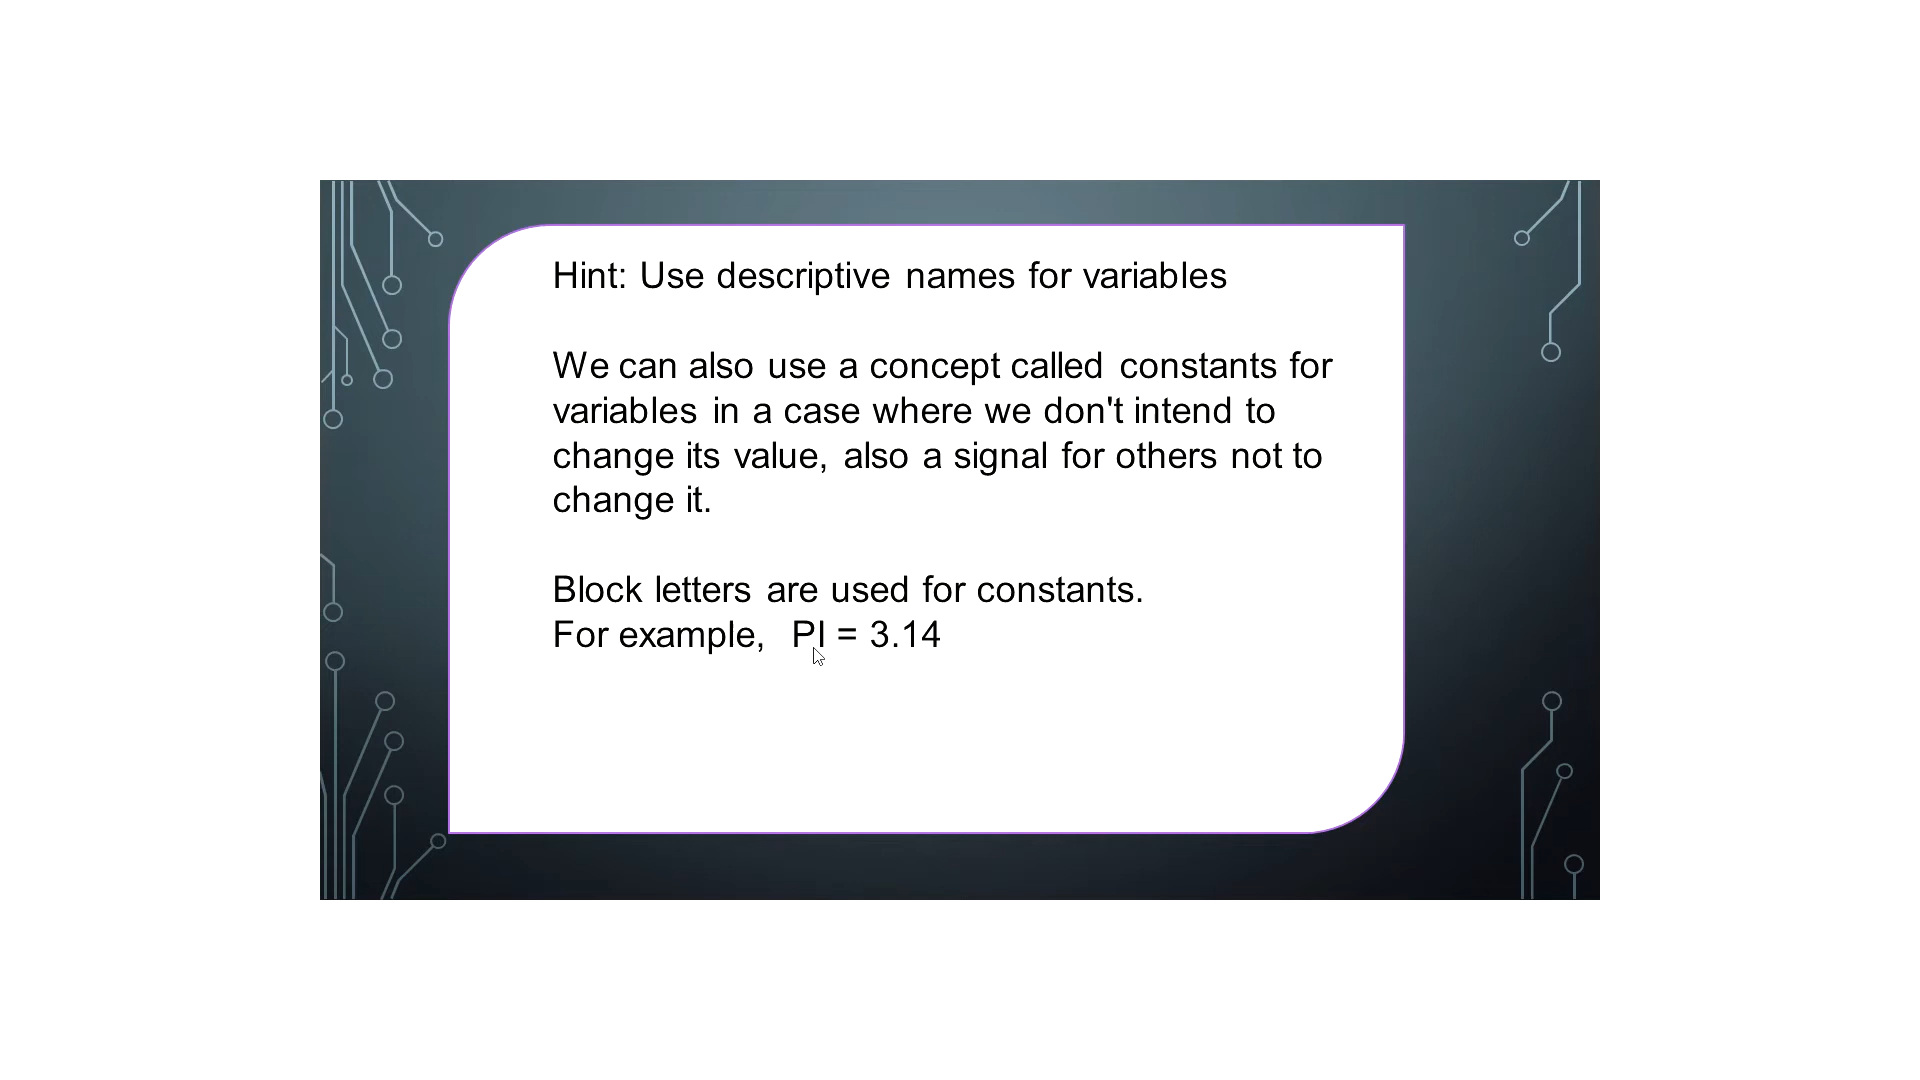 Hint: Use descriptive names for variables
We can also use a concept called constants for
variables in a case where we don't intend to
change its value, also a signal for others not to
change it.
Block letters are used for constants.
For example, PI = 3.14